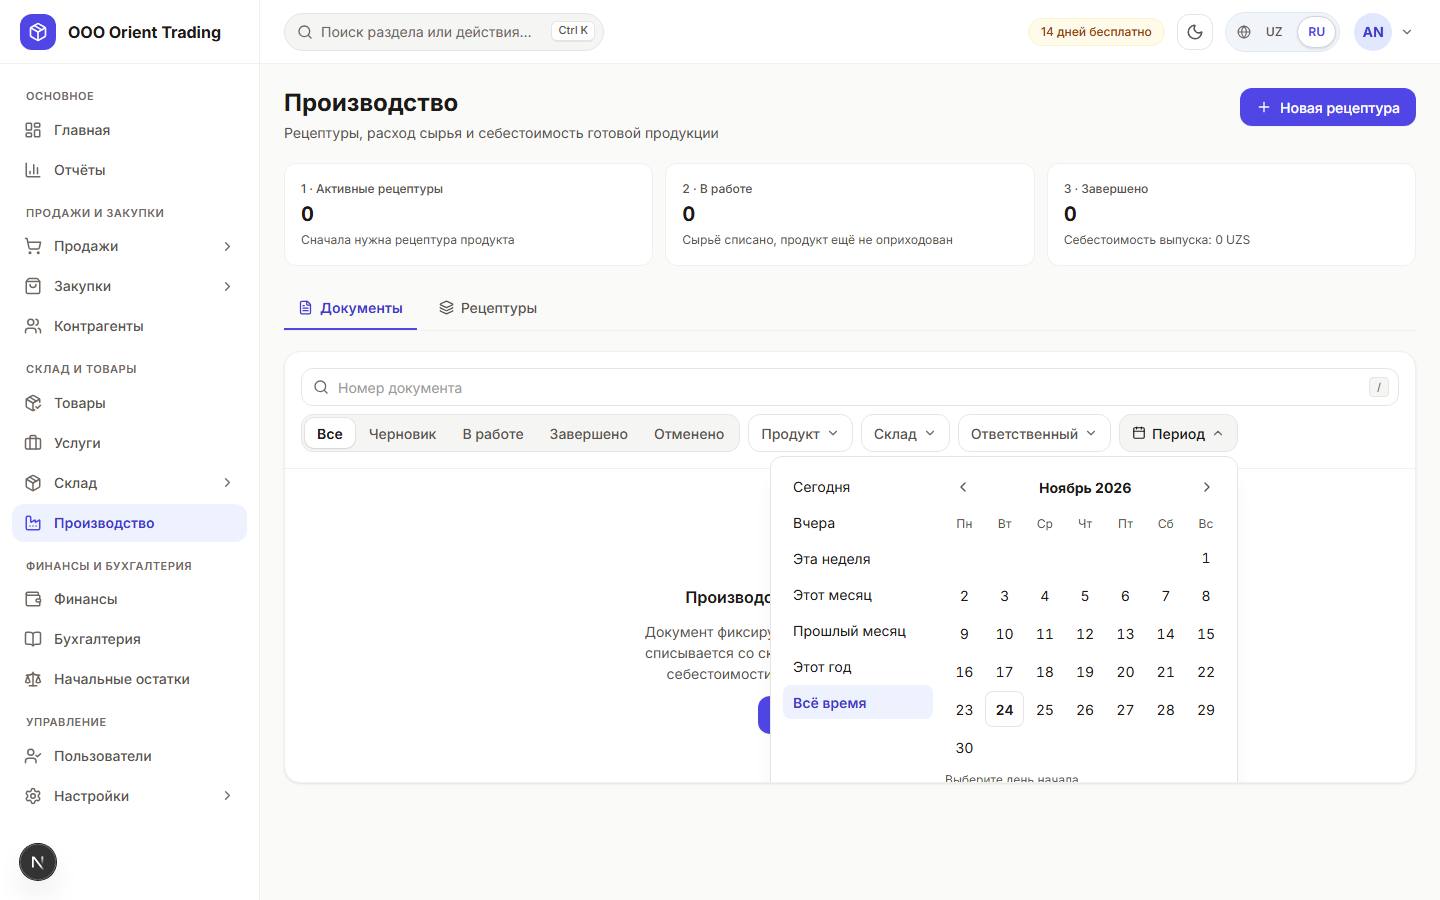 ООО Orient Trading
Поиск раздела или действия...
Ctrl K
14 дней бесплатно
UZ
RU
AN
ОСНОВНОЕ
Главная
Отчёты
ПРОДАЖИ И ЗАКУПКИ
Продажи
Закупки
Контрагенты
СКЛАД И ТОВАРЫ
Товары
Услуги
Склад
Производство
ФИНАНСЫ И БУХГАЛТЕРИЯ
Финансы
Бухгалтерия
Начальные остатки
УПРАВЛЕНИЕ
Пользователи
Настройки
N
Производство
Рецептуры, расход сырья и себестоимость готовой продукции
Новая рецептура
1 · Активные рецептуры
0
Сначала нужна рецептура продукта
2 · В работе
0
Сырьё списано, продукт ещё не оприходован
3 · Завершено
0
Себестоимость выпуска: 0 UZS
Документы
Рецептуры
Номер документа
/
Все
Черновик
В работе
Завершено
Отменено
Продукт
Склад
Ответственный
Период
Документ фиксиру
списывается со ск
себестоимости
Сегодня
Вчера
Эта неделя
Этот месяц
Прошлый месяц
Этот год
Всё время
Ноябрь 2026
Пн Вт Ср Чт Пт Сб Вс
1
2 3 4 5 6 7 8
9 10 11 12 13 14 15
16 17 18 19 20 21 22
23 24 25 26 27 28 29
30
Выберите день начала